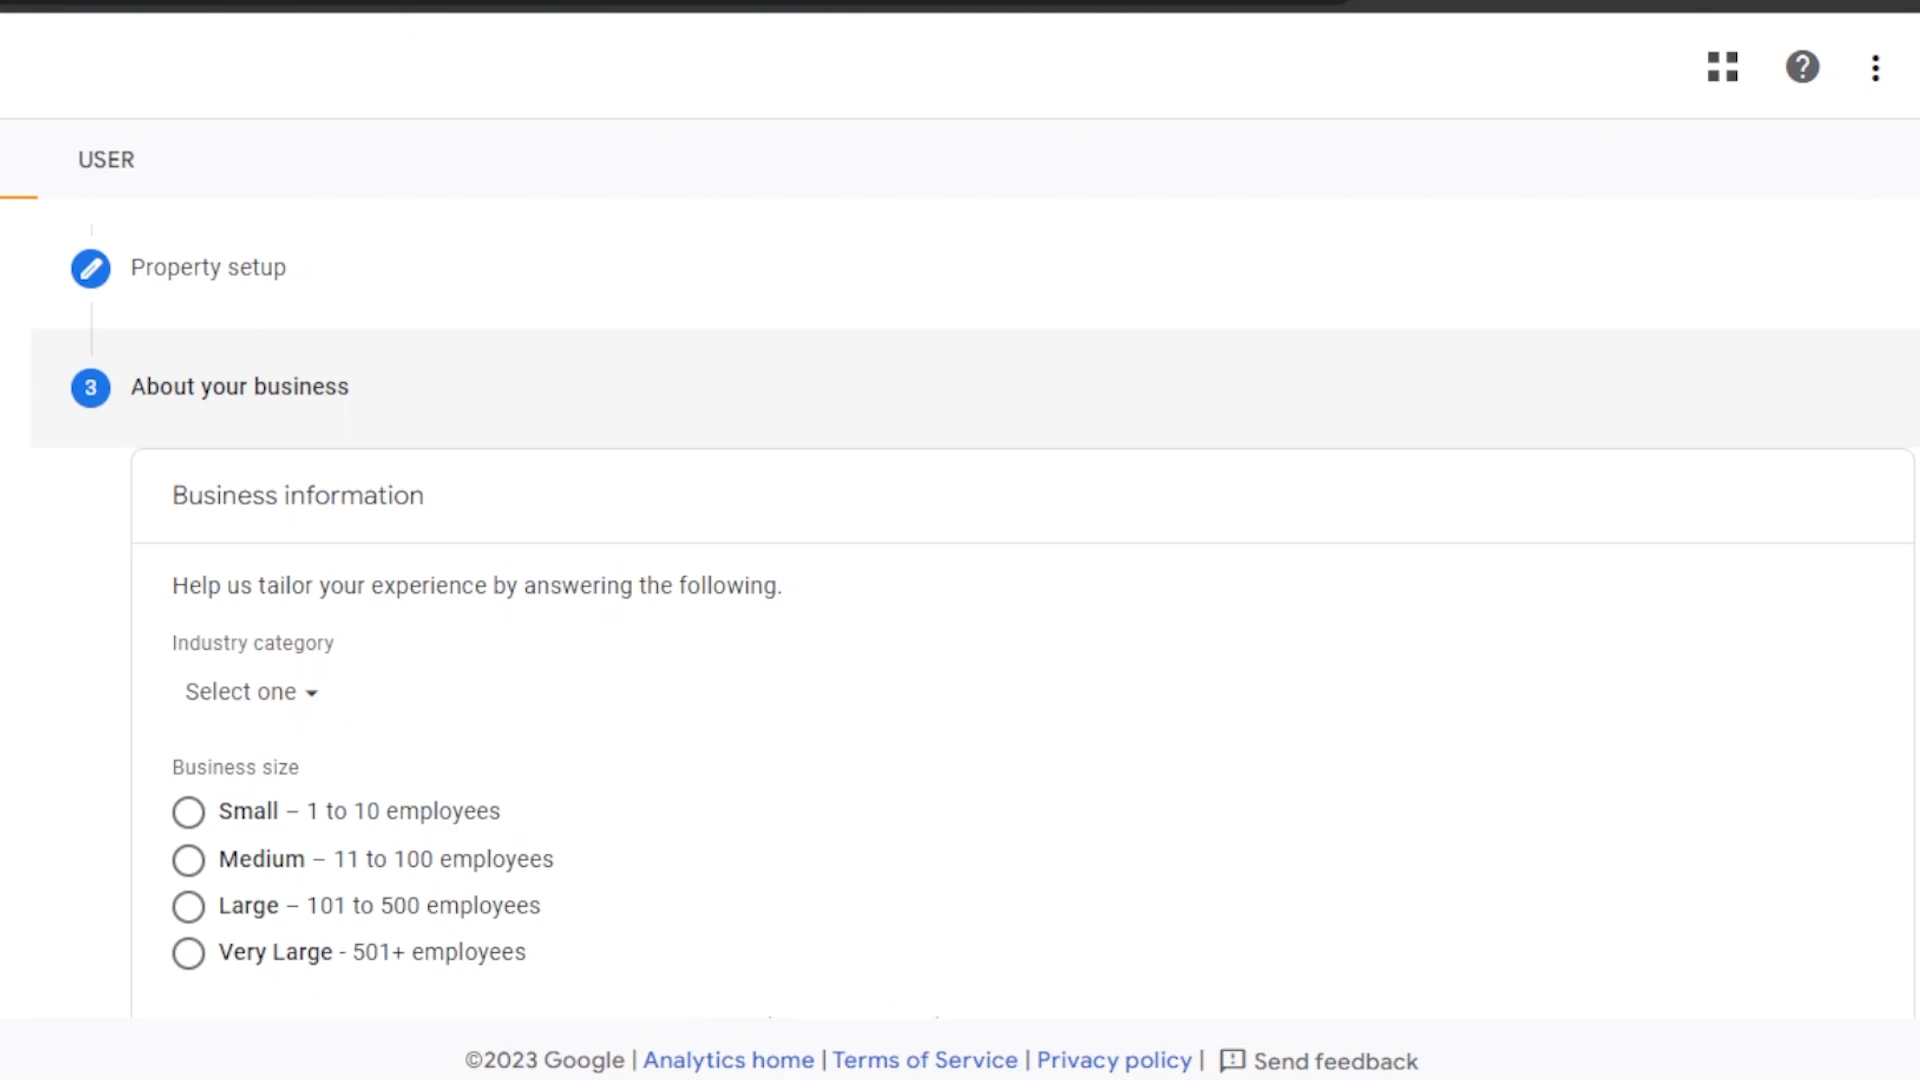 USER
Property setup
3 About your business
Business information
Help us tailor your experience by answering the following.
Industry category
Select one
Business size
Small – 1 to 10 employees
Medium – 11 to 100 employees
Large – 101 to 500 employees
Very Large - 501+ employees
©2023 Google | Analytics home | Terms of Service | Privacy policy | Send feedback